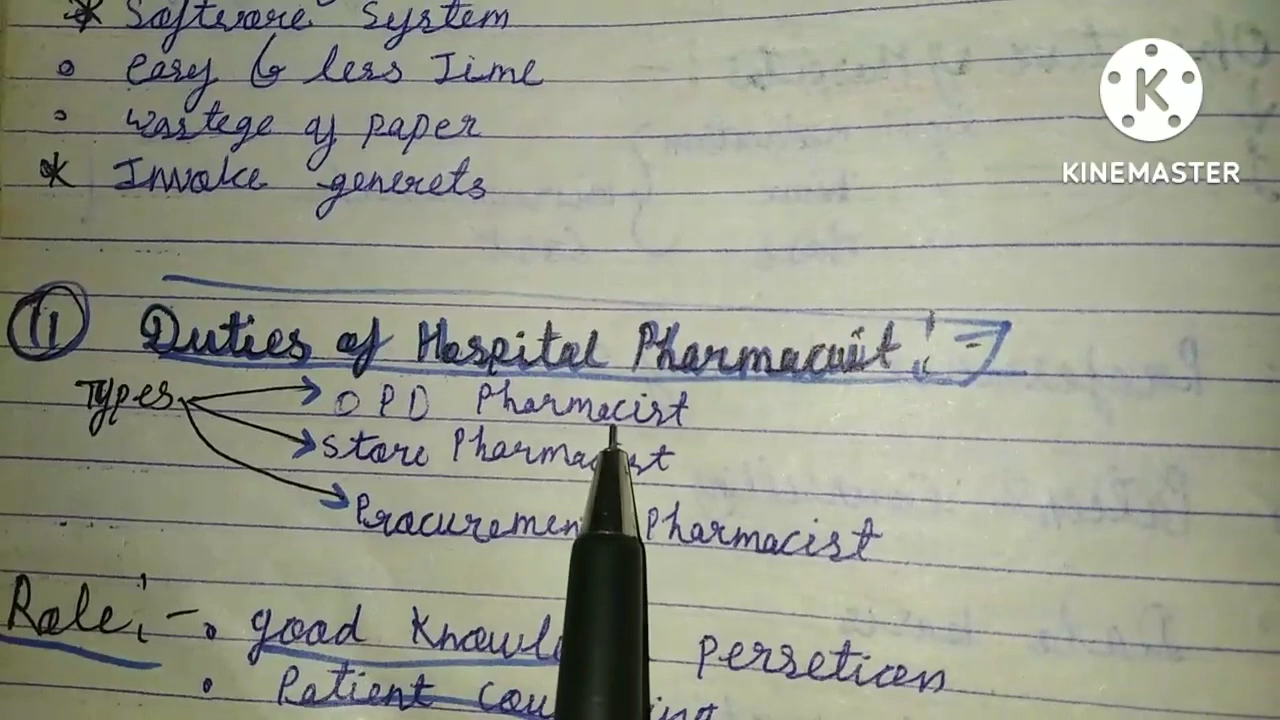 * Software System
° easy & less Time
° wastege of paper
* Invoke generets
11 Duties of Hospital Pharmacist :-
Types OPD Pharmacist
Store Pharmacist
Procuremen Pharmacist
Role :- • good Knowl persetion
• Patient cou
K
KINEMASTER